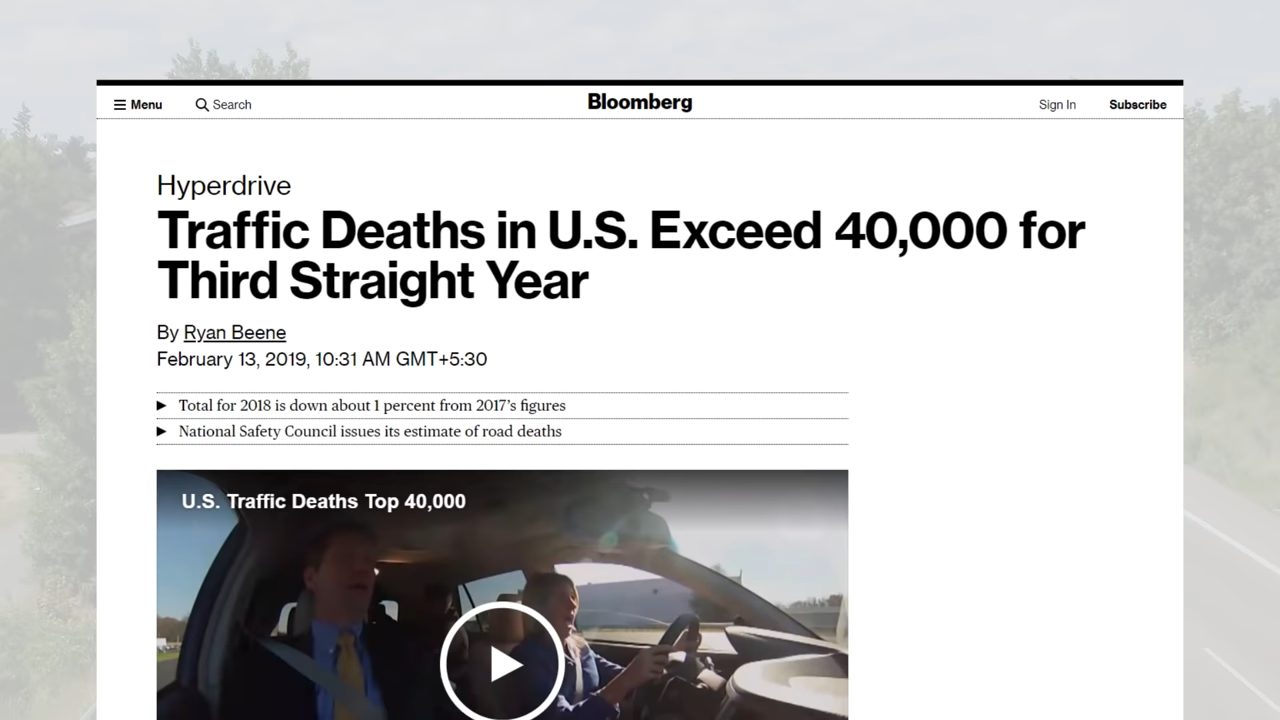 Menu
Search
Bloomberg
Sign In
Subscribe
Hyperdrive
Traffic Deaths in U.S. Exceed 40,000 for
Third Straight Year
By Ryan Beene
February 13, 2019, 10:31 AM GMT+5:30
Total for 2018 is down about 1 percent from 2017’s figures
National Safety Council issues its estimate of road deaths
U.S. Traffic Deaths Top 40,000